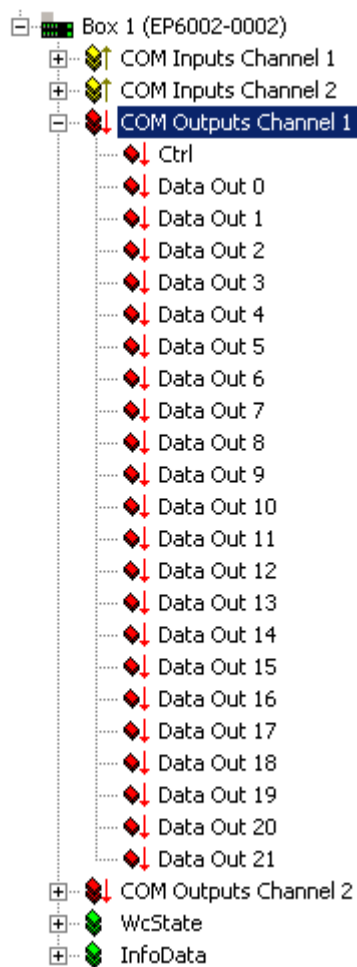 Box 1 (EP6002-0002)
COM Inputs Channel 1
COM Inputs Channel 2
COM Outputs Channel 1
Ctrl
Data Out 0
Data Out 1
Data Out 2
Data Out 3
Data Out 4
Data Out 5
Data Out 6
Data Out 7
Data Out 8
Data Out 9
Data Out 10
Data Out 11
Data Out 12
Data Out 13
Data Out 14
Data Out 15
Data Out 16
Data Out 17
Data Out 18
Data Out 19
Data Out 20
Data Out 21
COM Outputs Channel 2
WcState
InfoData